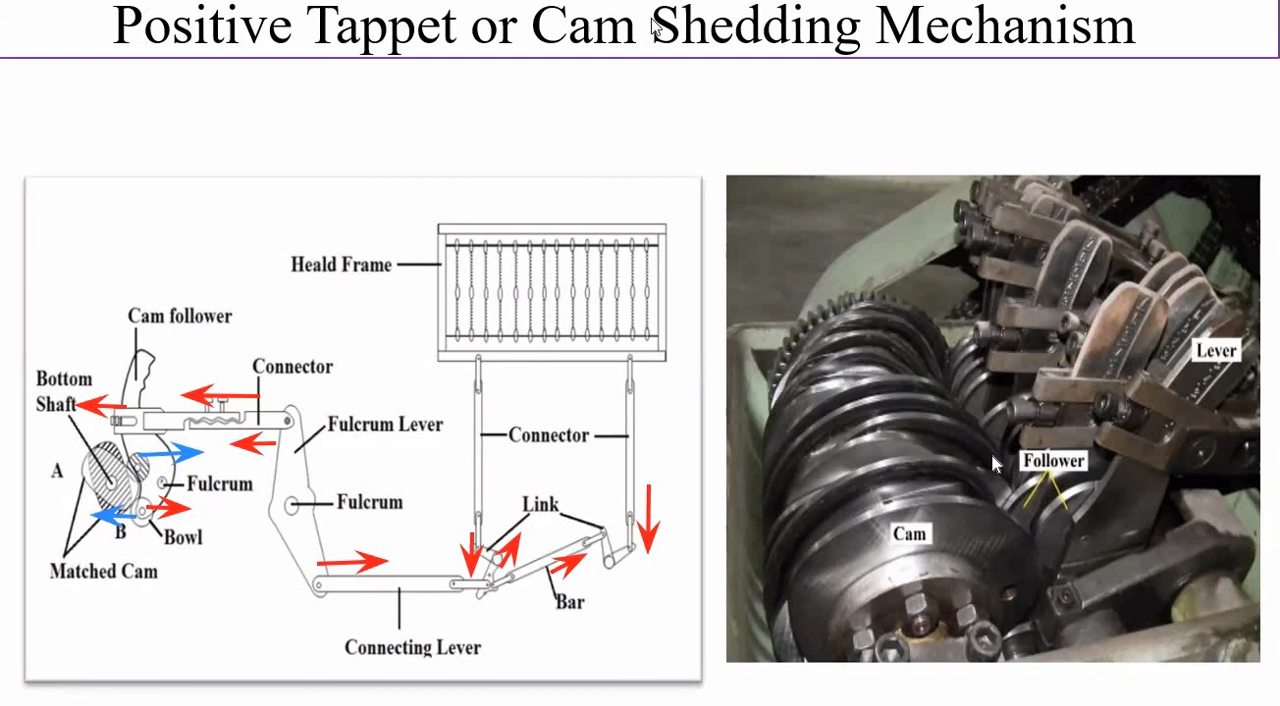 Positive Tappet or Cam Shedding Mechanism
Heald Frame
Cam follower
Bottom
Shaft
Connector
Fulcrum Lever
Connector
A
Fulcrum
Fulcrum
Link
B
Bowl
Matched Cam
Bar
Connecting Lever
Lever
Follower
Cam